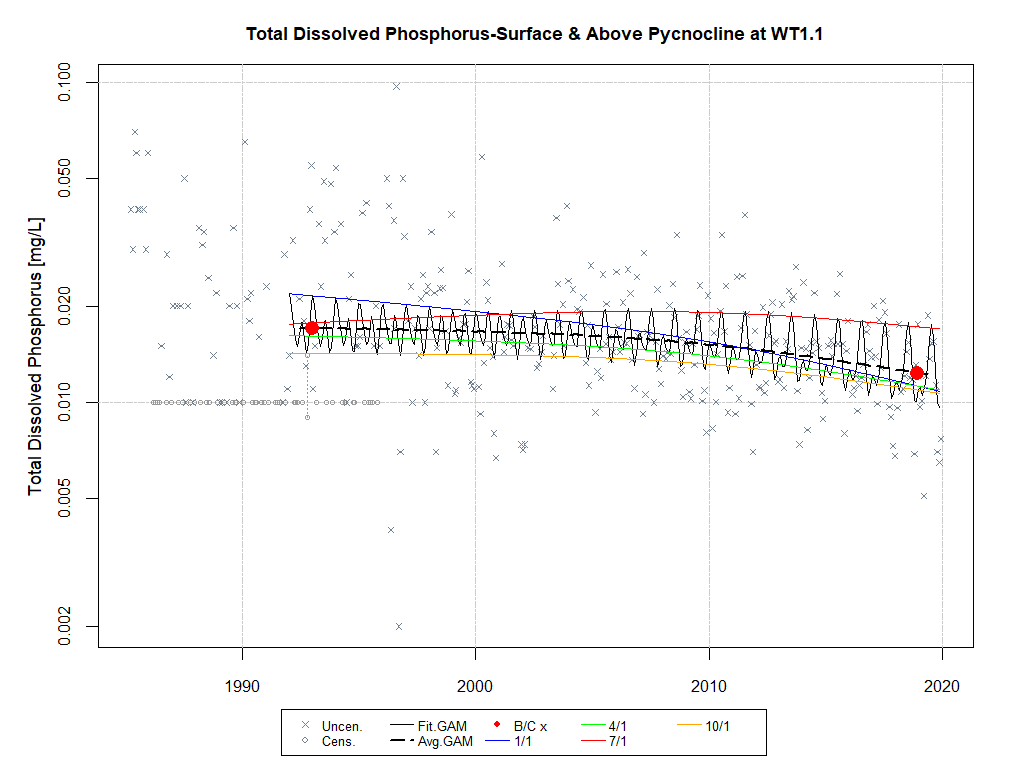 Total Dissolved Phosphorus-Surface & Above Pycnocline at WT1.1
Total Dissolved Phosphorus [mg/L]
0.100
0.050
0.020
0.010
0.005
0.002
1990 2000 2010 2020
Uncen. Fit.GAM B/C x 4/1 10/1
Cens. Avg.GAM 1/1 7/1